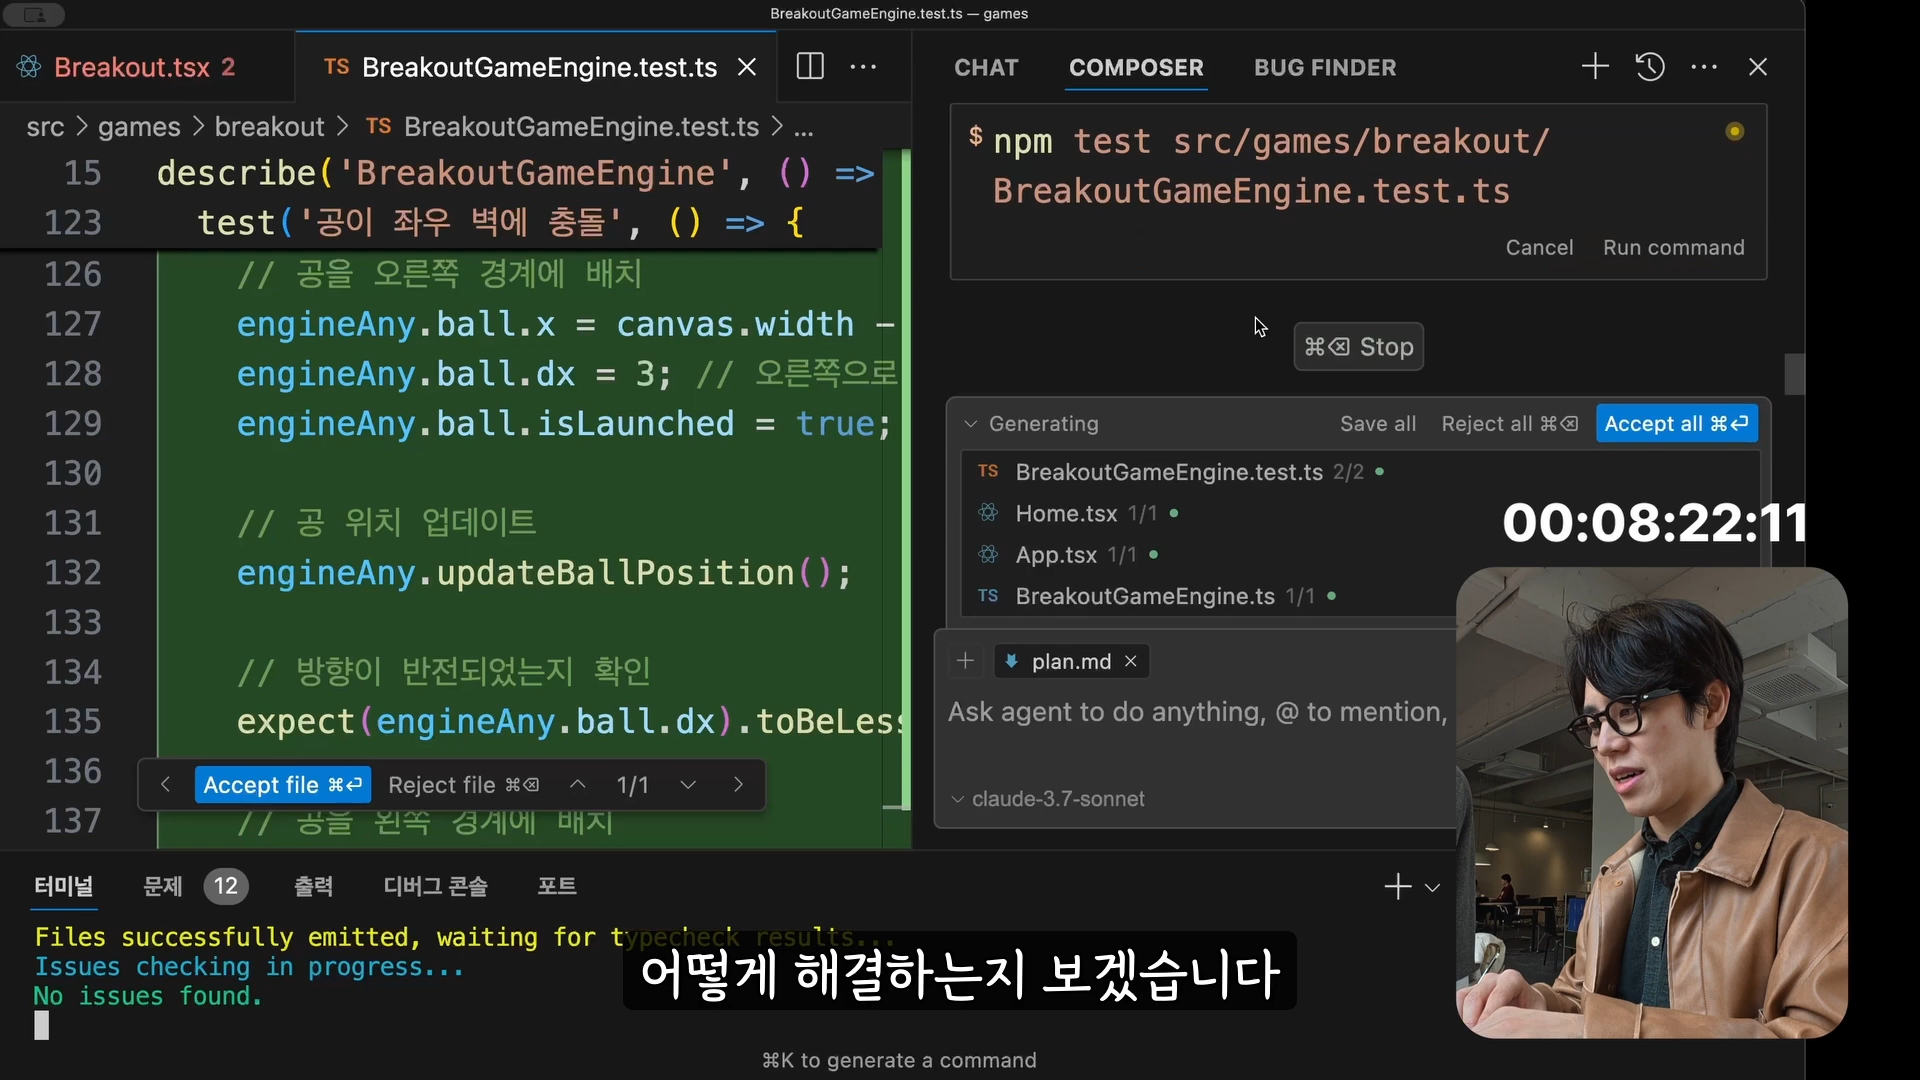 BreakoutGameEngine.test.ts — games
Breakout.tsx 2
TS BreakoutGameEngine.test.ts
src > games > breakout > TS BreakoutGameEngine.test.ts > ...
15 describe('BreakoutGameEngine', () =>
123 test('공이 좌우 벽에 충돌', () => {
126 // 공을 오른쪽 경계에 배치
127 engineAny.ball.x = canvas.width -
128 engineAny.ball.dx = 3; // 오른쪽으로
129 engineAny.ball.isLaunched = true;
130
131 // 공 위치 업데이트
132 engineAny.updateBallPosition();
133
134 // 방향이 반전되었는지 확인
135 expect(engineAny.ball.dx).toBeLess
136
Accept file ⌘⏎ Reject file ⌘⌫ 1/1
137 // 공을 왼쪽 경계에 배치
CHAT COMPOSER BUG FINDER
$ npm test src/games/breakout/
BreakoutGameEngine.test.ts
Cancel Run command
⌘⌫ Stop
Generating Save all Reject all ⌘⌫ Accept all ⌘⏎
TS BreakoutGameEngine.test.ts 2/2
Home.tsx 1/1
App.tsx 1/1
TS BreakoutGameEngine.ts 1/1
00:08:22:11
plan.md
Ask agent to do anything, @ to mention,
claude-3.7-sonnet
터미널 문제 12 출력 디버그 콘솔 포트
Files successfully emitted, waiting for typecheck results...
Issues checking in progress...
No issues found.
어떻게 해결하는지 보겠습니다
⌘K to generate a command